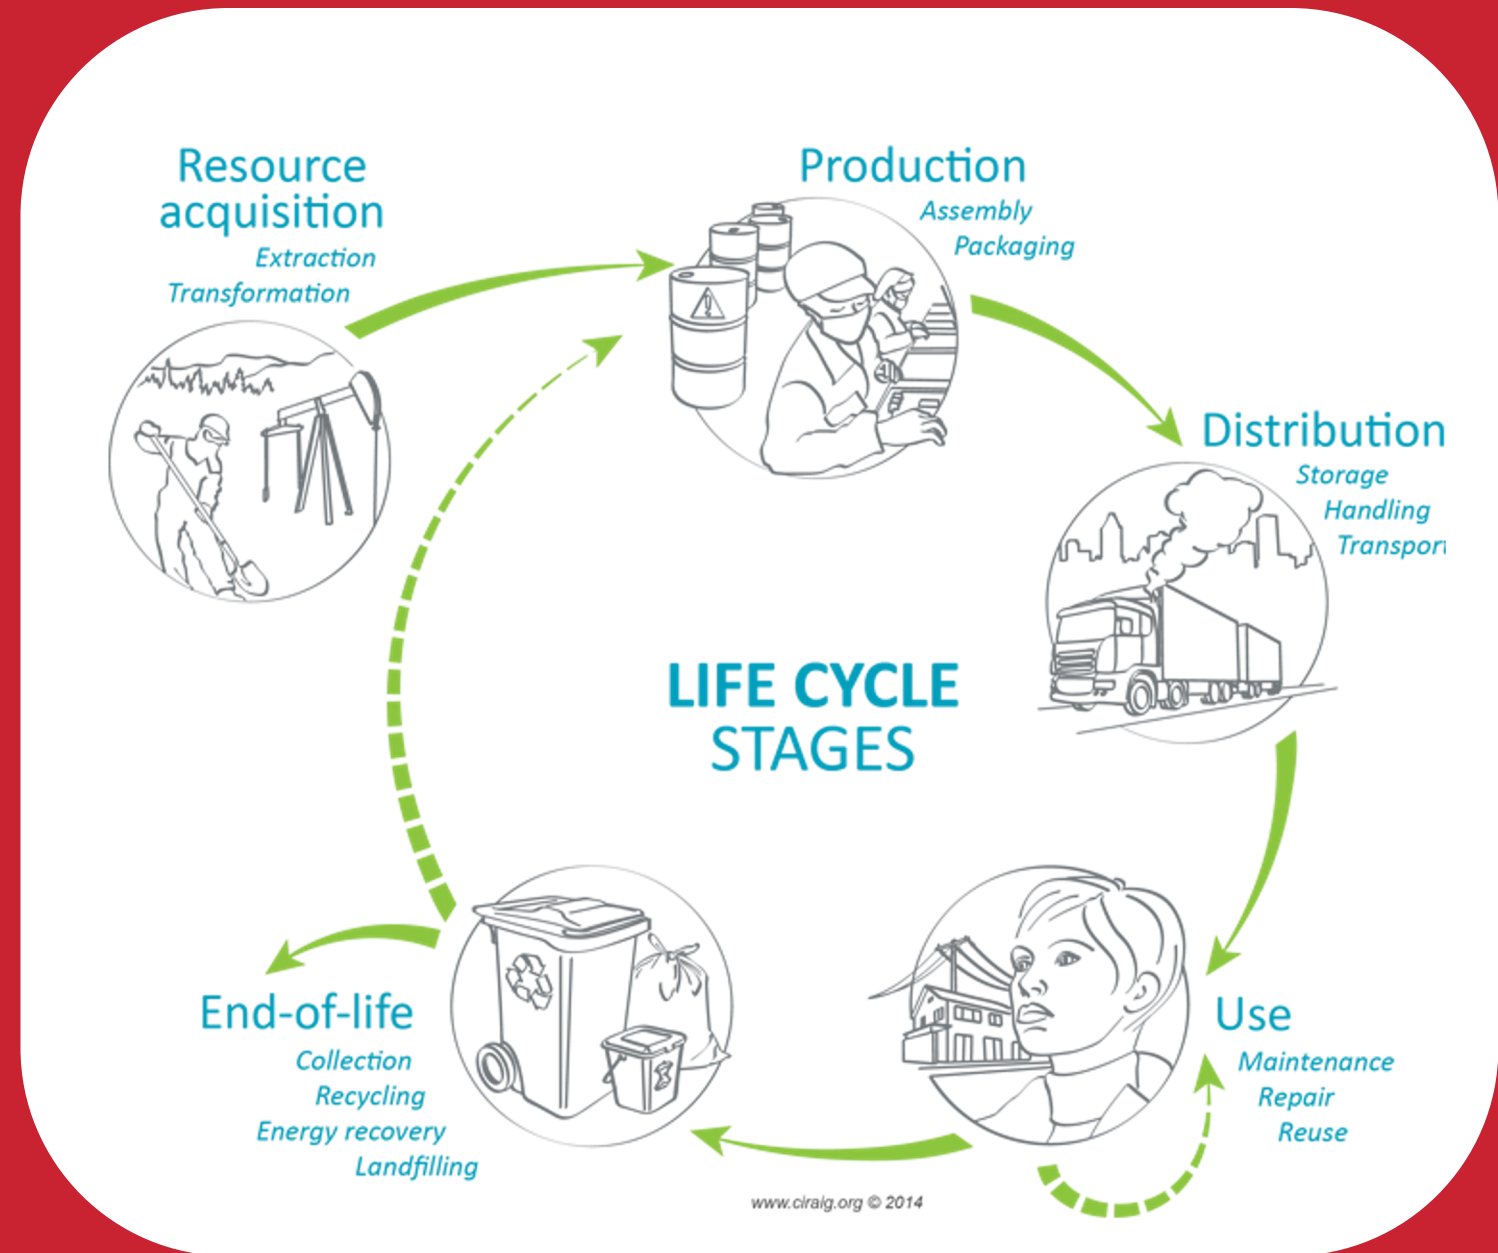 Resource
acquisition
Extraction
Transformation
Production
Assembly
Packaging
Distribution
Storage
Handling
Transport
LIFE CYCLE
STAGES
End-of-life
Collection
Recycling
Energy recovery
Landfilling
Use
Maintenance
Repair
Reuse
www.ciraig.org © 2014